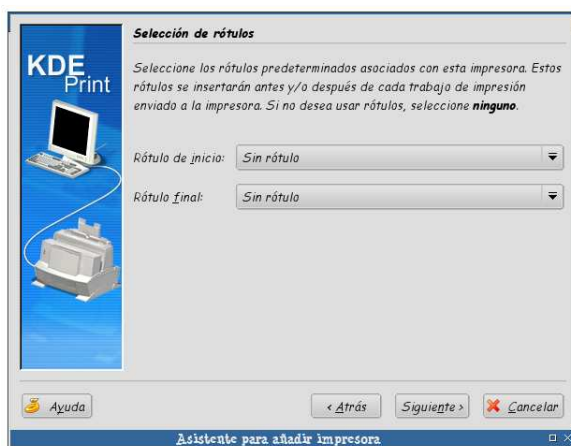 Selección de rótulos
KDE
Print
Seleccione los rótulos predeterminados asociados con esta impresora. Estos
rótulos se insertarán antes y/o después de cada trabajo de impresión
enviado a la impresora. Si no desea usar rótulos, seleccione ninguno.
Rótulo de inicio: Sin rótulo
Rótulo final: Sin rótulo
Ayuda < Atrás Siguiente > Cancelar
Asistente para añadir impresora